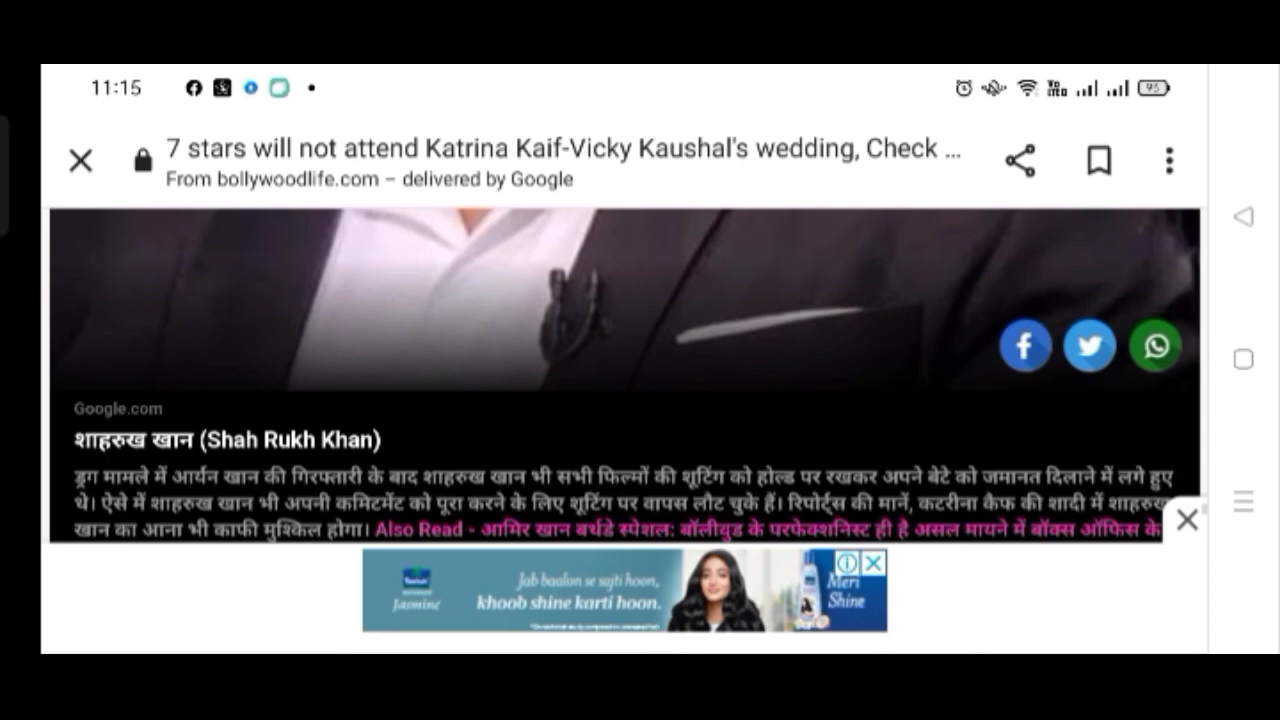 11:15
95
7 stars will not attend Katrina Kaif-Vicky Kaushal's wedding, Check ...
From bollywoodlife.com – delivered by Google
Google.com
शाहरुख खान (Shah Rukh Khan)
ड्रग मामले में आर्यन खान की गिरफ्तारी के बाद शाहरुख खान भी सभी फिल्मों की शूटिंग को होल्ड पर रखकर अपने बेटे को जमानत दिलाने में लगे हुए
थे। ऐसे में शाहरुख खान भी अपनी कमिटमेंट को पूरा करने के लिए शूटिंग पर वापस लौट चुके हैं। रिपोर्ट्स की मानें, कटरीना कैफ की शादी में शाहरुख
खान का आना भी काफी मुश्किल होगा। Also Read - आमिर खान बर्थडे स्पेशल: बॉलीवुड के परफेक्शनिस्ट ही है असल मायने में बॉक्स ऑफिस के
Jasmine
Jab baalon se sajti hoon,
khoob shine karti hoon.
Meri
Shine